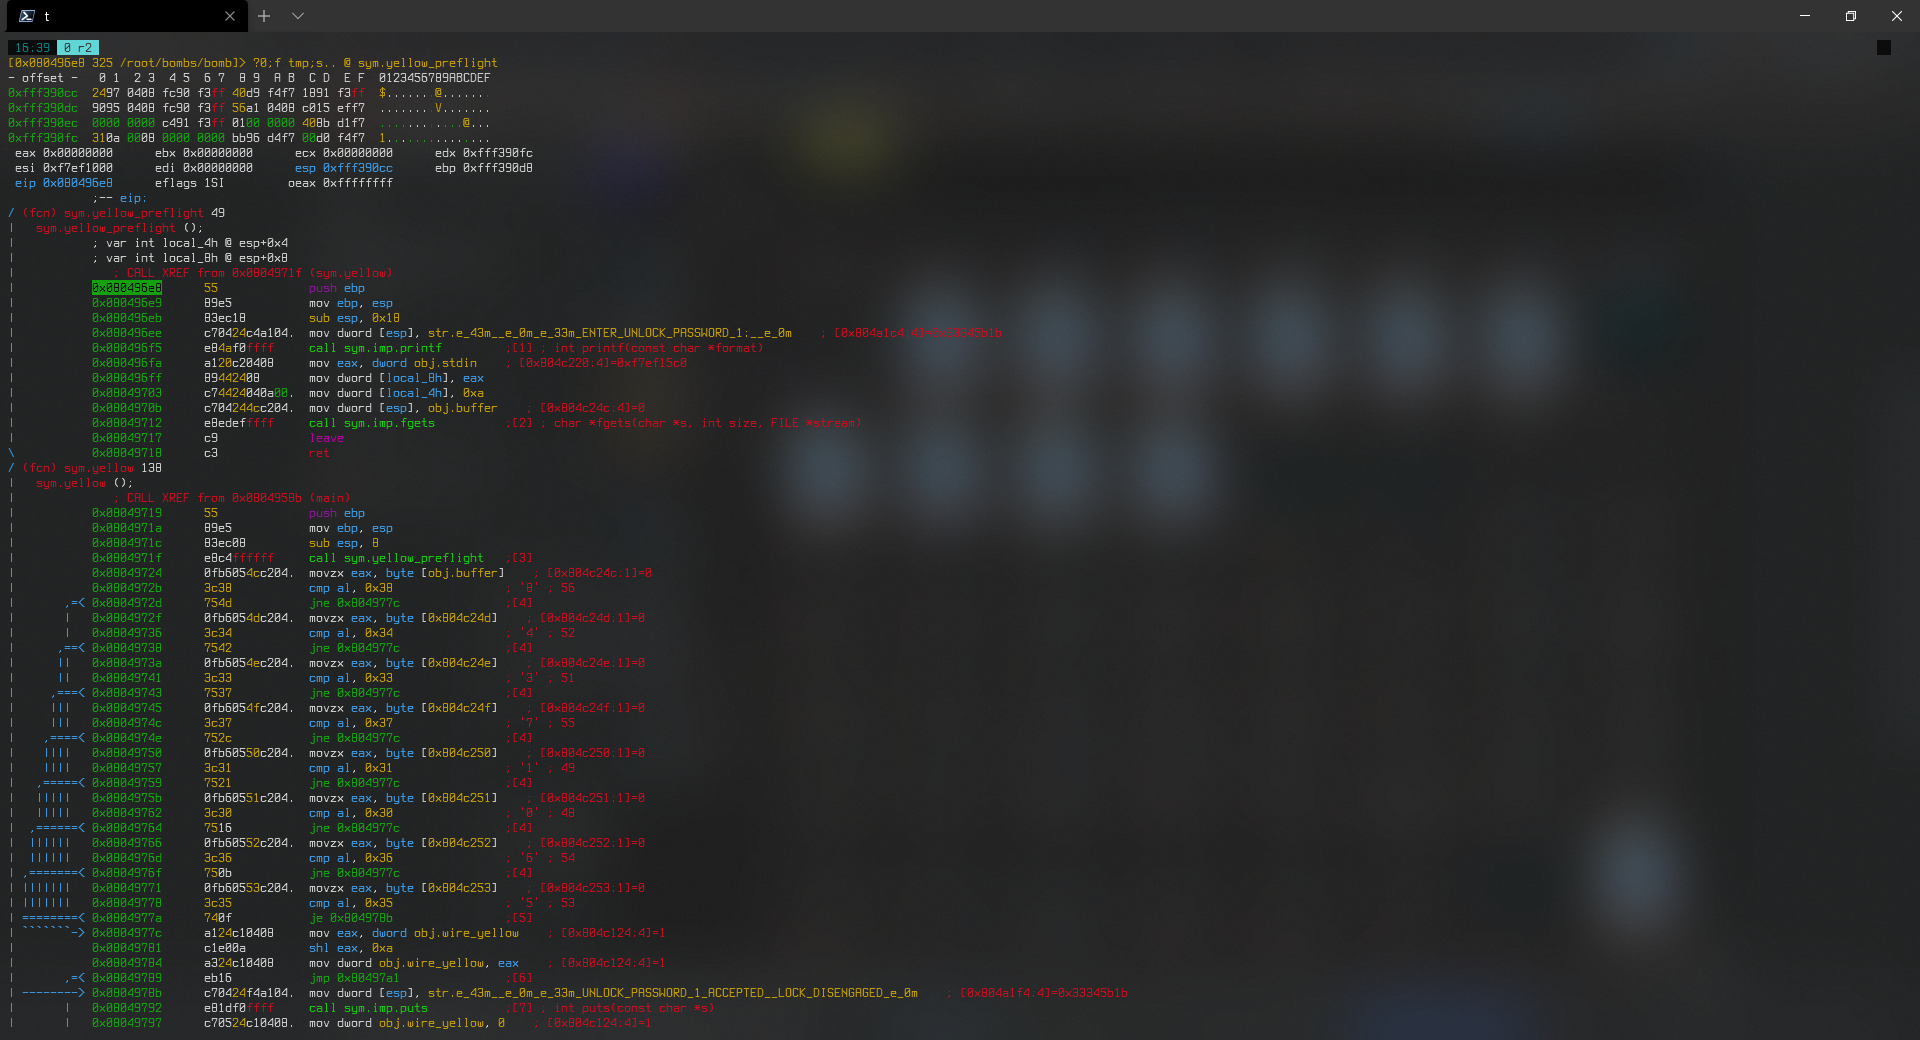 t
16:39 0 r2
[0x080496e8 325 /root/bombs/bomb]> ?0;f tmp;s.. @ sym.yellow_preflight
- offset -   0 1  2 3  4 5  6 7  8 9  A B  C D  E F  0123456789ABCDEF
0xfff390cc  2497 0408 fc90 f3ff 40d9 f4f7 1891 f3ff  $.......@.......
0xfff390dc  9095 0408 fc90 f3ff 56a1 0408 c015 eff7  ........V.......
0xfff390ec  0000 0000 c491 f3ff 0100 0000 408b d1f7  ............@...
0xfff390fc  310a 0008 0000 0000 bb96 d4f7 00d0 f4f7  1...............
eax 0x00000000      ebx 0x00000000      ecx 0x00000000      edx 0xfff390fc
esi 0xf7ef1000      edi 0x00000000      esp 0xfff390cc      ebp 0xfff390d8
eip 0x080496e8      eflags 1SI         oeax 0xffffffff
;-- eip:
/ (fcn) sym.yellow_preflight 49
|   sym.yellow_preflight ();
|           ; var int local_4h @ esp+0x4
|           ; var int local_8h @ esp+0x8
|              ; CALL XREF from 0x0804971f (sym.yellow)
|           0x080496e8      55             push ebp
|           0x080496e9      89e5           mov ebp, esp
|           0x080496eb      83ec18         sub esp, 0x18
|           0x080496ee      c70424c4a104.  mov dword [esp], str.e_43m__e_0m_e_33m_ENTER_UNLOCK_PASSWORD_1:__e_0m    ; [0x804a1c4:4]=0x33345b1b
|           0x080496f5      e84af0ffff     call sym.imp.printf         ;[1] ; int printf(const char *format)
|           0x080496fa      a120c20408     mov eax, dword obj.stdin    ; [0x804c220:4]=0xf7ef15c0
|           0x080496ff      89442408       mov dword [local_8h], eax
|           0x08049703      c74424040a00.  mov dword [local_4h], 0xa
|           0x0804970b      c704244cc204.  mov dword [esp], obj.buffer    ; [0x804c24c:4]=0
|           0x08049712      e8edefffff     call sym.imp.fgets          ;[2] ; char *fgets(char *s, int size, FILE *stream)
|           0x08049717      c9             leave
\           0x08049718      c3             ret
/ (fcn) sym.yellow 138
|   sym.yellow ();
|              ; CALL XREF from 0x0804958b (main)
|           0x08049719      55             push ebp
|           0x0804971a      89e5           mov ebp, esp
|           0x0804971c      83ec08         sub esp, 8
|           0x0804971f      e8c4ffffff     call sym.yellow_preflight   ;[3]
|           0x08049724      0fb6054cc204.  movzx eax, byte [obj.buffer]    ; [0x804c24c:1]=0
|           0x0804972b      3c38           cmp al, 0x38                ; '8' ; 56
|       ,=< 0x0804972d      754d           jne 0x804977c               ;[4]
|       |   0x0804972f      0fb6054dc204.  movzx eax, byte [0x804c24d]    ; [0x804c24d:1]=0
|       |   0x08049736      3c34           cmp al, 0x34                ; '4' ; 52
|      ,==< 0x08049738      7542           jne 0x804977c               ;[4]
|      ||   0x0804973a      0fb6054ec204.  movzx eax, byte [0x804c24e]    ; [0x804c24e:1]=0
|      ||   0x08049741      3c33           cmp al, 0x33                ; '3' ; 51
|     ,===< 0x08049743      7537           jne 0x804977c               ;[4]
|     |||   0x08049745      0fb6054fc204.  movzx eax, byte [0x804c24f]    ; [0x804c24f:1]=0
|     |||   0x0804974c      3c37           cmp al, 0x37                ; '7' ; 55
|    ,====< 0x0804974e      752c           jne 0x804977c               ;[4]
|    ||||   0x08049750      0fb60550c204.  movzx eax, byte [0x804c250]    ; [0x804c250:1]=0
|    ||||   0x08049757      3c31           cmp al, 0x31                ; '1' ; 49
|   ,=====< 0x08049759      7521           jne 0x804977c               ;[4]
|   |||||   0x0804975b      0fb60551c204.  movzx eax, byte [0x804c251]    ; [0x804c251:1]=0
|   |||||   0x08049762      3c30           cmp al, 0x30                ; '0' ; 48
|  ,======< 0x08049764      7516           jne 0x804977c               ;[4]
|  ||||||   0x08049766      0fb60552c204.  movzx eax, byte [0x804c252]    ; [0x804c252:1]=0
|  ||||||   0x0804976d      3c36           cmp al, 0x36                ; '6' ; 54
| ,=======< 0x0804976f      750b           jne 0x804977c               ;[4]
| |||||||   0x08049771      0fb60553c204.  movzx eax, byte [0x804c253]    ; [0x804c253:1]=0
| |||||||   0x08049778      3c35           cmp al, 0x35                ; '5' ; 53
| ========< 0x0804977a      740f           je 0x804978b                ;[5]
| ```````-> 0x0804977c      a124c10408     mov eax, dword obj.wire_yellow    ; [0x804c124:4]=1
|           0x08049781      c1e00a         shl eax, 0xa
|           0x08049784      a324c10408     mov dword obj.wire_yellow, eax    ; [0x804c124:4]=1
|       ,=< 0x08049789      eb16           jmp 0x80497a1               ;[6]
| --------> 0x0804978b      c70424f4a104.  mov dword [esp], str.e_43m__e_0m_e_33m_UNLOCK_PASSWORD_1_ACCEPTED__LOCK_DISENGAGED_e_0m    ; [0x804a1f4:4]=0x33345b1b
|       |   0x08049792      e81df0ffff     call sym.imp.puts           ;[7] ; int puts(const char *s)
|       |   0x08049797      c70524c10408.  mov dword obj.wire_yellow, 0    ; [0x804c124:4]=1